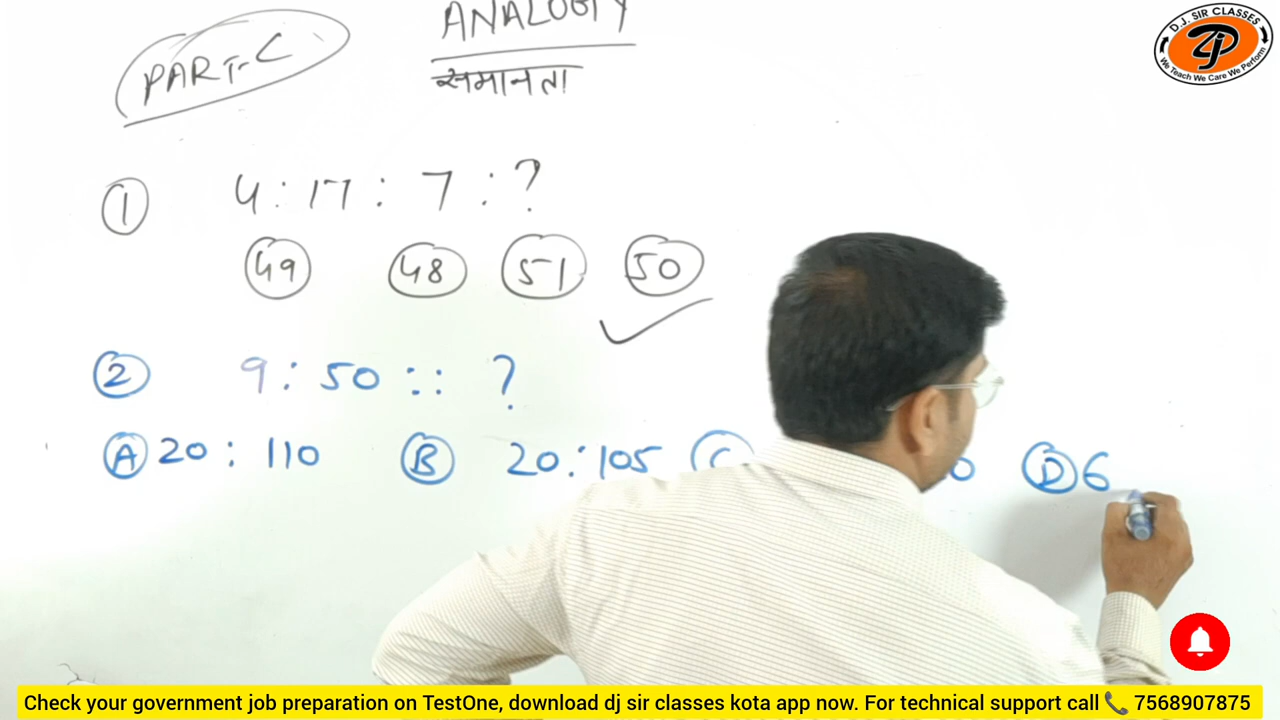 ANALOGY
PART-C
समानता
D.J. SIR CLASSES
We Teach We Care We Perform
① 4 : 17 : 7 : ?
49 48 51 50
② 9 : 50 :: ?
Ⓐ 20 : 110 Ⓑ 20 : 105 Ⓒ 0 Ⓓ 6
Check your government job preparation on TestOne, download dj sir classes kota app now. For technical support call 📞 7568907875